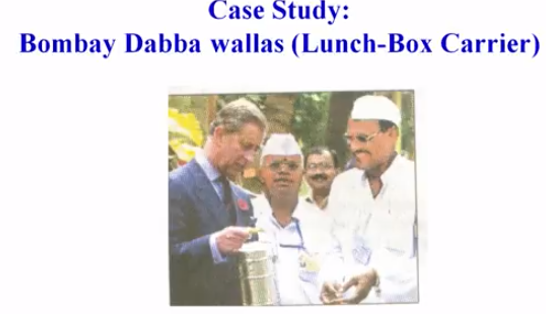 Case Study:
Bombay Dabba wallas (Lunch-Box Carrier)